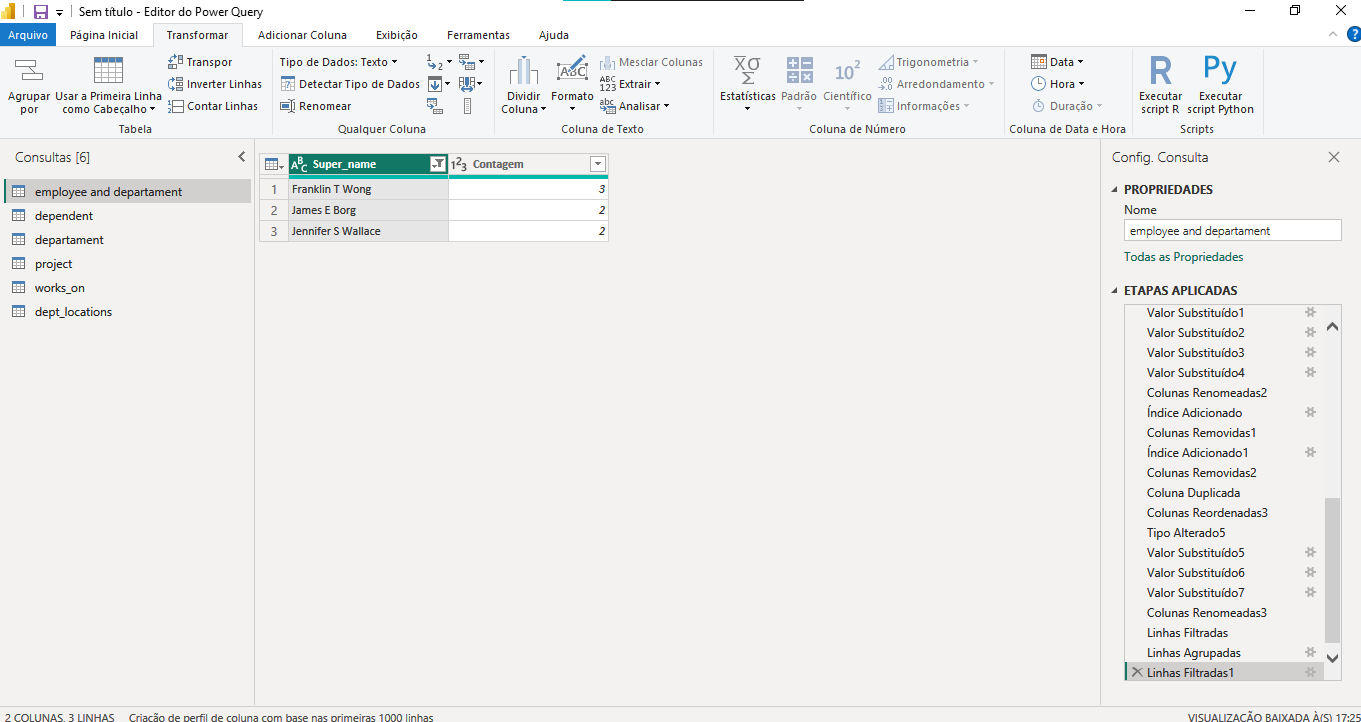 Sem título - Editor do Power Query
Arquivo Página Inicial Transformar Adicionar Coluna Exibição Ferramentas Ajuda
Agrupar por
Usar a Primeira Linha como Cabeçalho
Transpor
Inverter Linhas
Contar Linhas
Tabela
Tipo de Dados: Texto
Detectar Tipo de Dados
Renomear
Qualquer Coluna
Dividir Coluna
Formato
Mesclar Colunas
Extrair
Analisar
Coluna de Texto
Estatísticas
Padrão
Científico
Trigonometria
Arredondamento
Informações
Coluna de Número
Data
Hora
Duração
Coluna de Data e Hora
R
Executar script R
Py
Executar script Python
Scripts
Consultas [6]
employee and departament
dependent
departament
project
works_on
dept_locations
Super_name Contagem
1 Franklin T Wong 3
2 James E Borg 2
3 Jennifer S Wallace 2
Config. Consulta
PROPRIEDADES
Nome
employee and departament
Todas as Propriedades
ETAPAS APLICADAS
Valor Substituído1
Valor Substituído2
Valor Substituído3
Valor Substituído4
Colunas Renomeadas2
Índice Adicionado
Colunas Removidas1
Índice Adicionado1
Colunas Removidas2
Coluna Duplicada
Colunas Reordenadas3
Tipo Alterado5
Valor Substituído5
Valor Substituído6
Valor Substituído7
Colunas Renomeadas3
Linhas Filtradas
Linhas Agrupadas
Linhas Filtradas1
2 COLUNAS, 3 LINHAS Criação de perfil de coluna com base nas primeiras 1000 linhas
VISUALIZAÇÃO BAIXADA À(S) 17:25